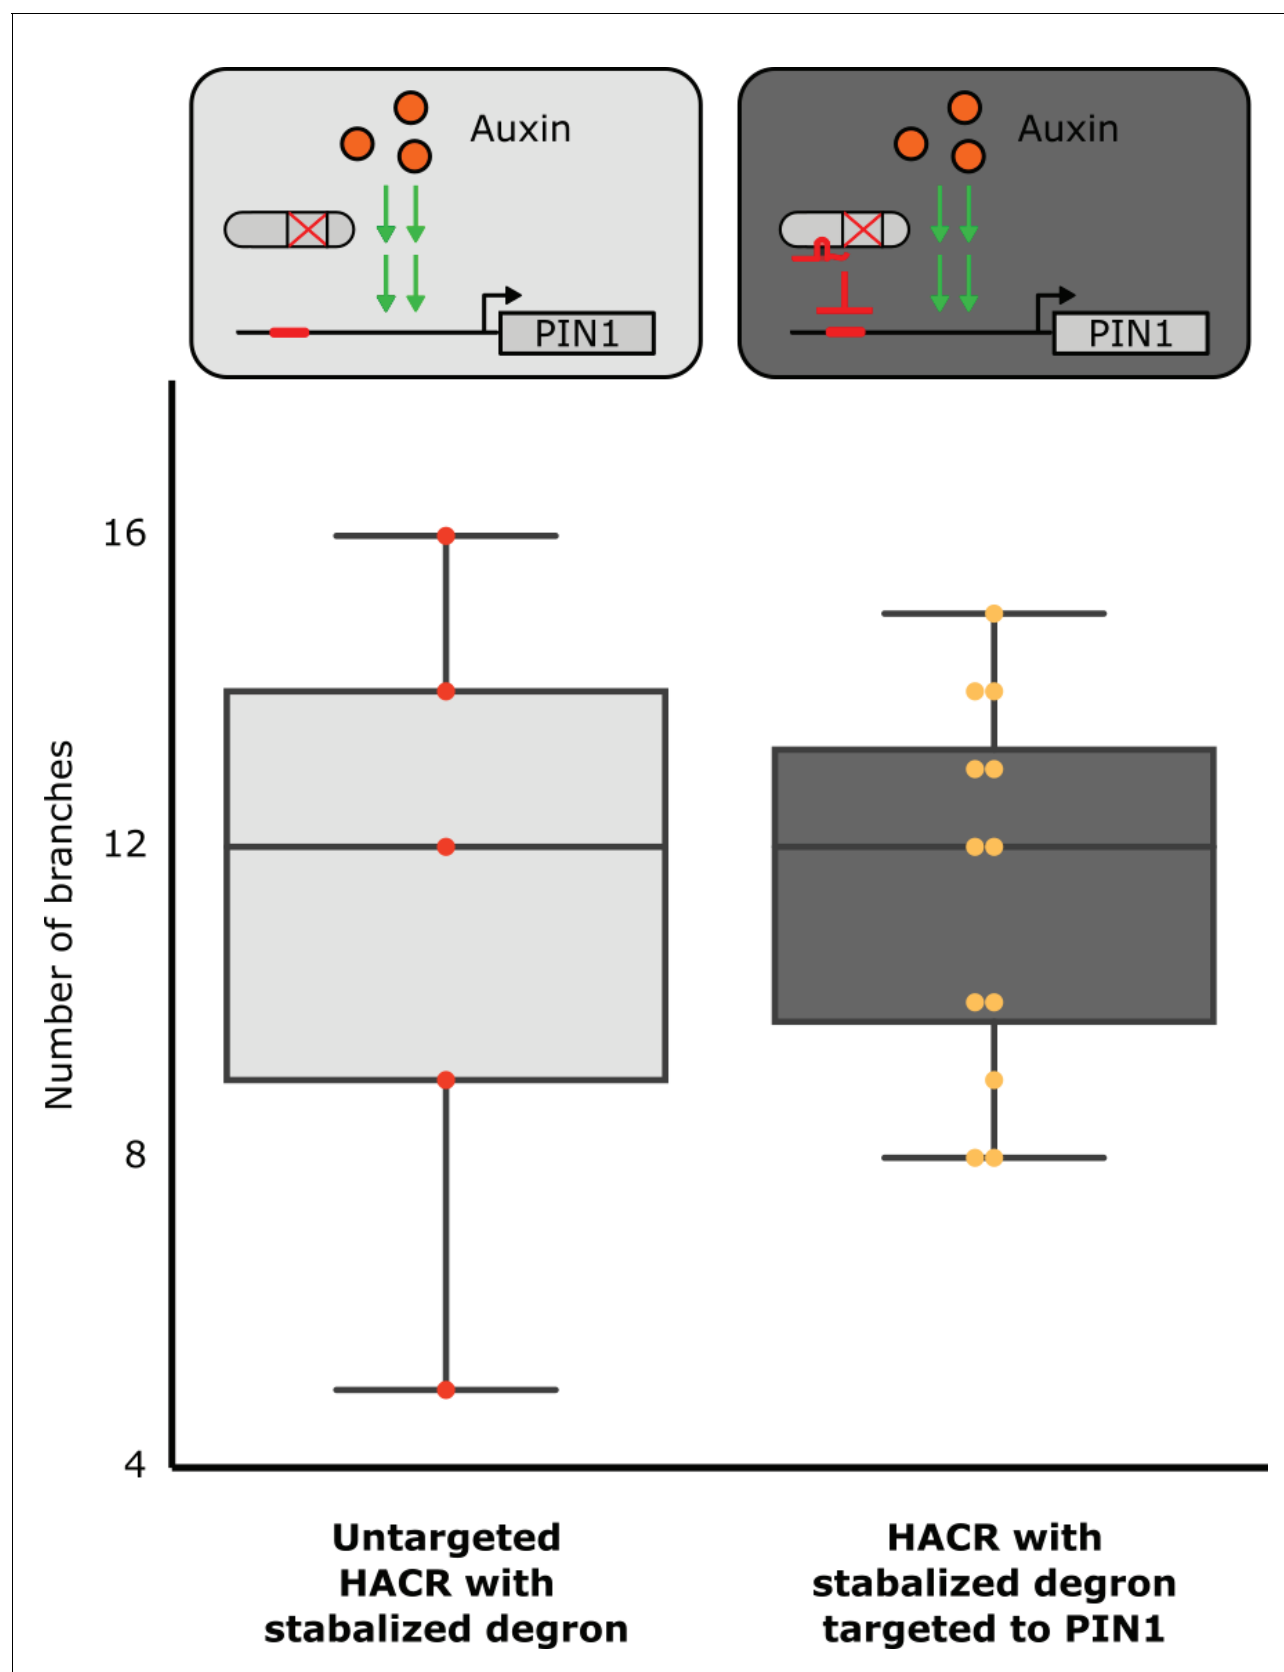 Auxin
PIN1
Auxin
PIN1
16
12
8
4
Number of branches
Untargeted
HACR with
stabalized degron
HACR with
stabalized degron
targeted to PIN1